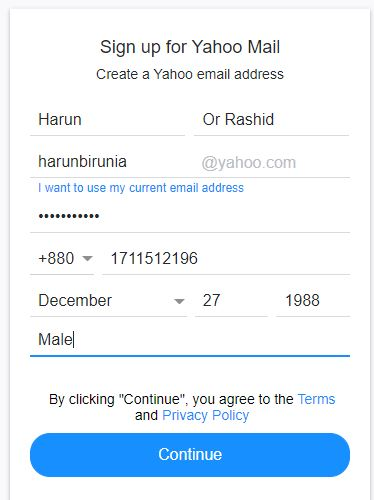 Sign up for Yahoo Mail
Create a Yahoo email address
Harun Or Rashid
harunbirunia @yahoo.com
I want to use my current email address
•••••••••••
+880 1711512196
December 27 1988
Male
By clicking "Continue", you agree to the Terms
and Privacy Policy
Continue